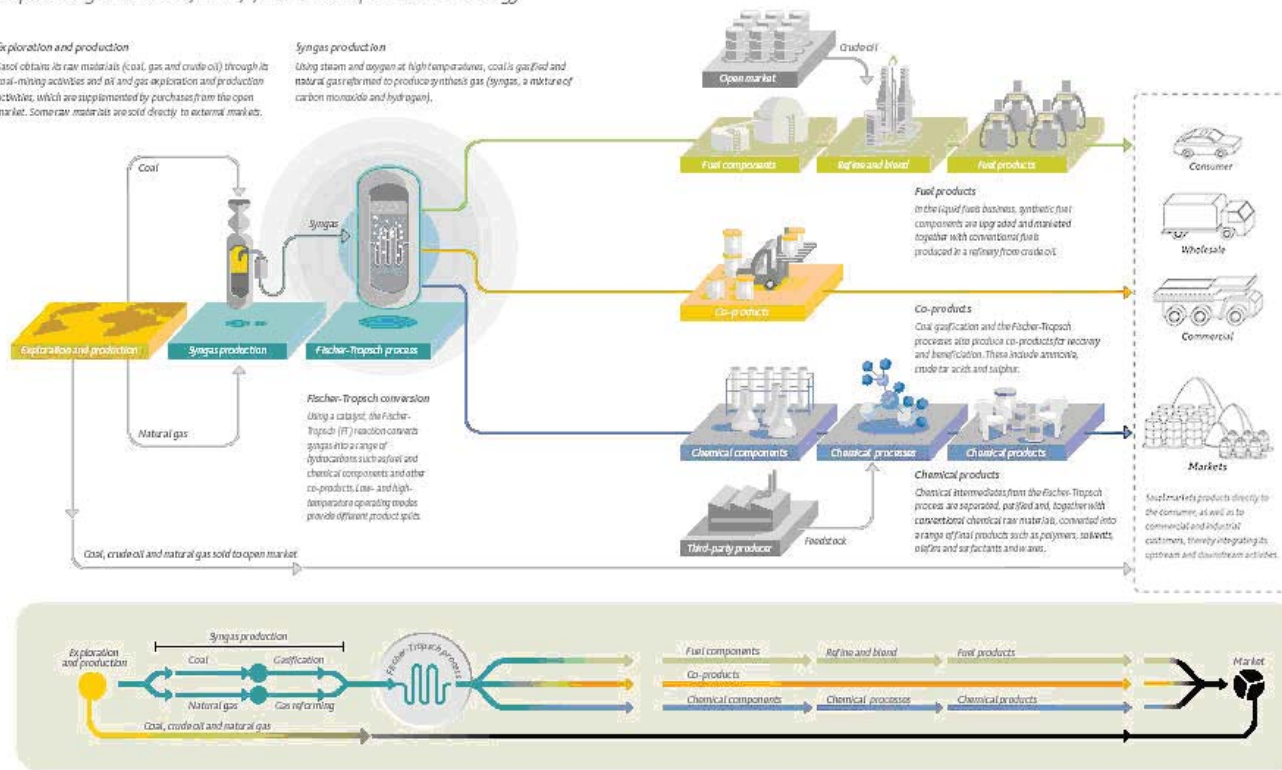 Exploration and production
Sasol obtains its raw materials (coal, gas and crude oil) through its
coal-mining activities and oil and gas exploration and production
activities, which are supplemented by purchases from the open
market. Some raw materials are sold directly to external markets.
Syngas production
Using steam and oxygen at high temperatures, coal is gasified and
natural gas reformed to produce synthesis gas (syngas, a mixture of
carbon monoxide and hydrogen).
Open market
Crude oil
Fuel components
Refine and blend
Fuel products
Fuel products
In the liquid fuels business, synthetic fuel
components are upgraded and marketed
together with conventional fuels
produced in a refinery from crude oil.
Coal
Syngas
Natural gas
Exploration and production
Syngas production
Fischer-Tropsch process
Fischer-Tropsch conversion
Using a catalyst, the Fischer-
Tropsch (FT) reaction converts
syngas into a range of
hydrocarbons such as fuel and
chemical components and other
co-products. Low- and high-
temperature operating modes
provide different product splits.
Co-products
Co-products
Coal gasification and the Fischer-Tropsch
processes also produce co-products for recovery
and beneficiation. These include ammonia,
crude tar acids and sulphur.
Chemical components
Chemical processes
Chemical products
Third-party producer
Feedstock
Chemical products
Chemical intermediates from the Fischer-Tropsch
process are separated, purified and, together with
conventional chemical raw materials, converted into
a range of final products such as polymers, solvents,
olefins and surfactants and waxes.
Consumer
Wholesale
Commercial
Markets
Sasol markets products directly to
the consumer, as well as to
commercial and industrial
customers, thereby integrating its
upstream and downstream activities.
Coal, crude oil and natural gas sold to open market
Exploration
and production
Syngas production
Coal
Gasification
Natural gas
Gas reforming
Fischer-Tropsch process
Fuel components
Refine and blend
Fuel products
Co-products
Chemical components
Chemical processes
Chemical products
Market
Coal, crude oil and natural gas